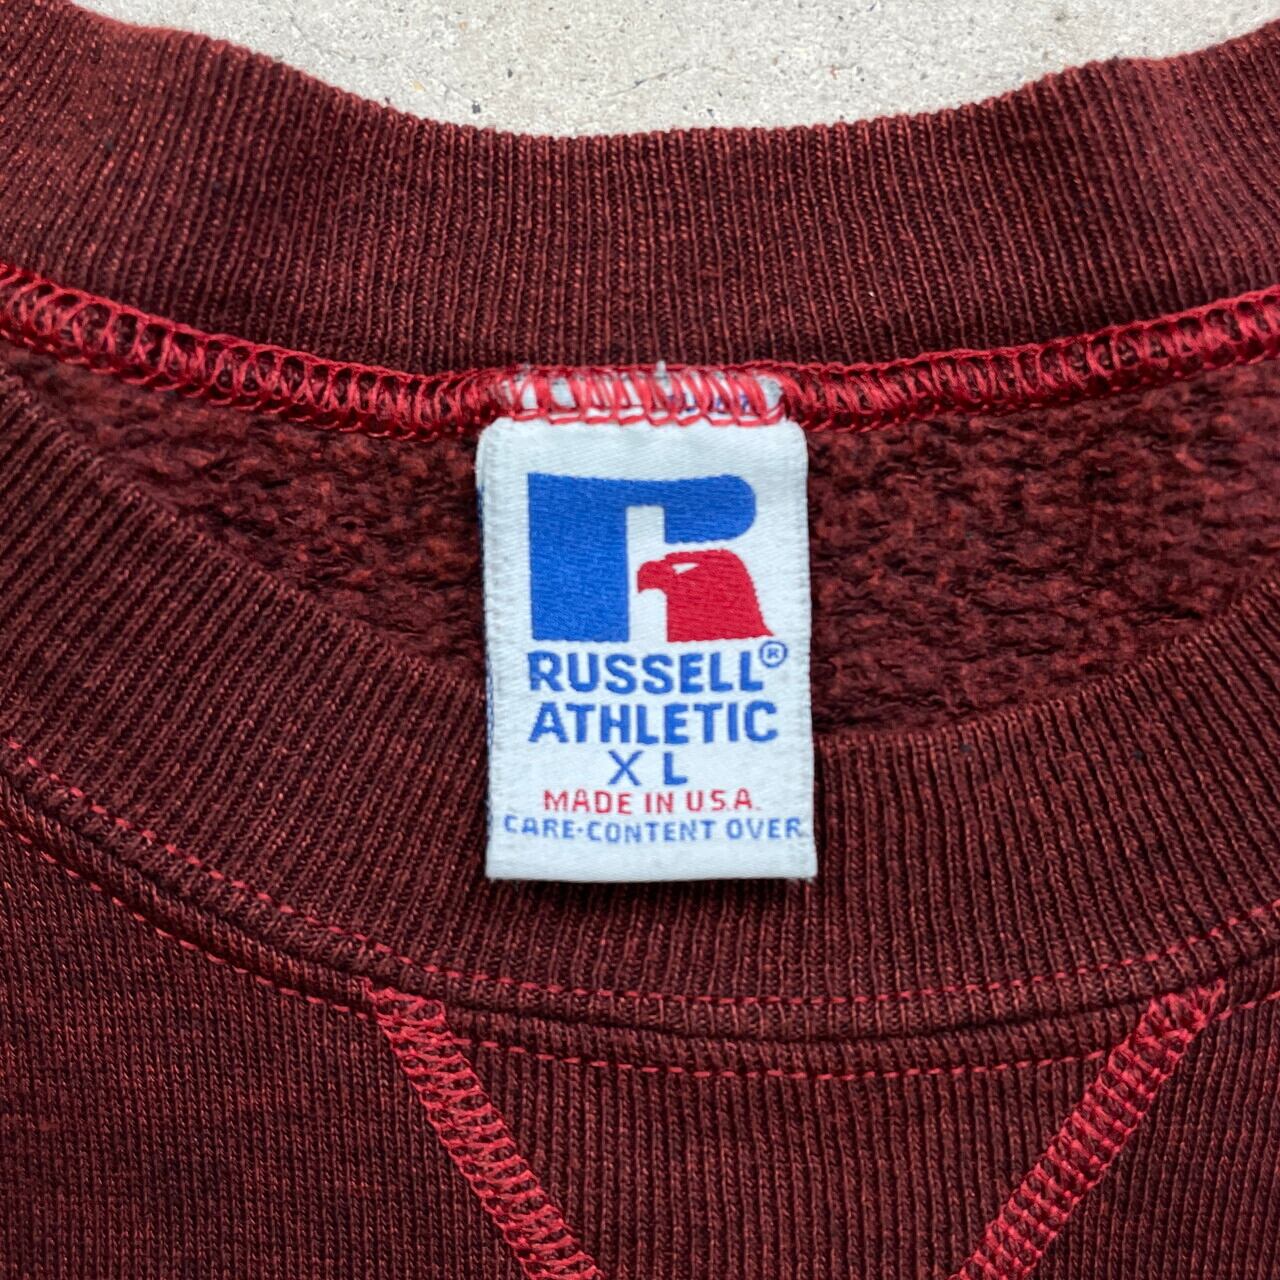 RUSSELL®
ATHLETIC
XL
MADE IN U.S.A.
CARE-CONTENT OVER